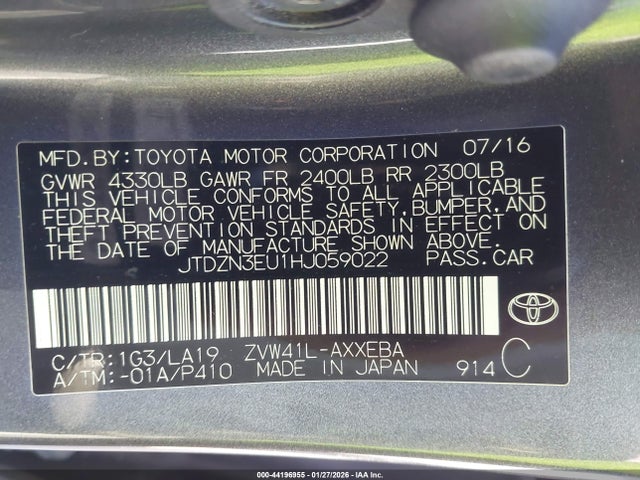 MFD.BY:TOYOTA MOTOR CORPORATION 07/16
GVWR 4330LB GAWR FR 2400LB RR 2300LB
THIS VEHICLE CONFORMS TO ALL APPLICABLE
FEDERAL MOTOR VEHICLE SAFETY,BUMPER,AND
THEFT PREVENTION STANDARDS IN EFFECT ON
THE DATE OF MANUFACTURE SHOWN ABOVE.
JTDZN3EU1HJ059022 PASS.CAR
C/TR:1G3/LA19 ZVW41L-AXXEBA
A/TM:-01A/P410 MADE IN JAPAN 914 C
000-44196955 | 01/27/2026 - IAA Inc.